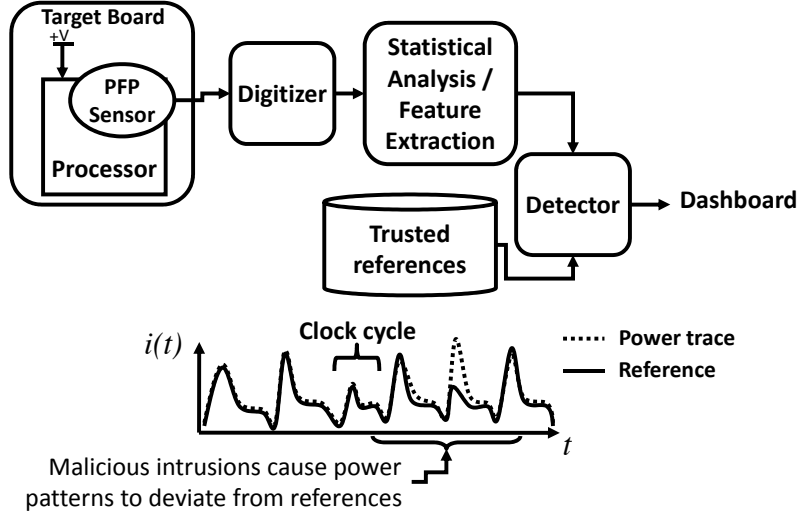 Target Board
+V
PFP
Sensor
Processor
Digitizer
Statistical
Analysis /
Feature
Extraction
Trusted
references
Detector
Dashboard
Clock cycle
i(t)
t
Power trace
Reference
Malicious intrusions cause power
patterns to deviate from references